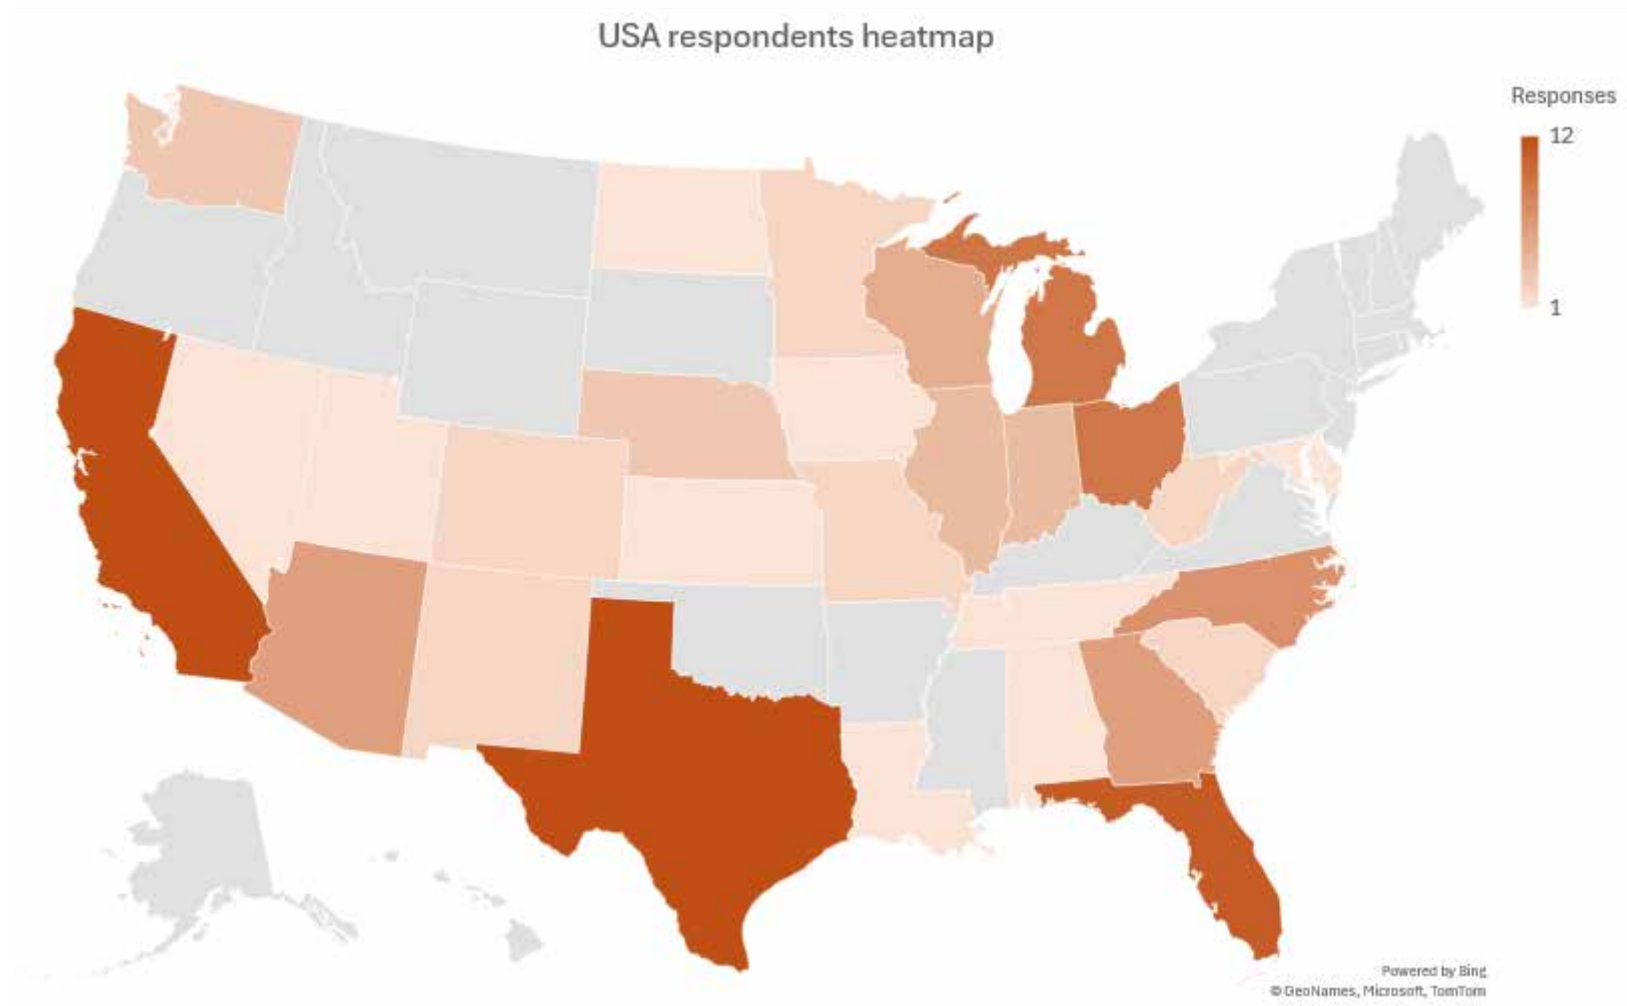 USA respondents heatmap
Responses
12
1
Powered by Bing
© GeoNames, Microsoft, TomTom